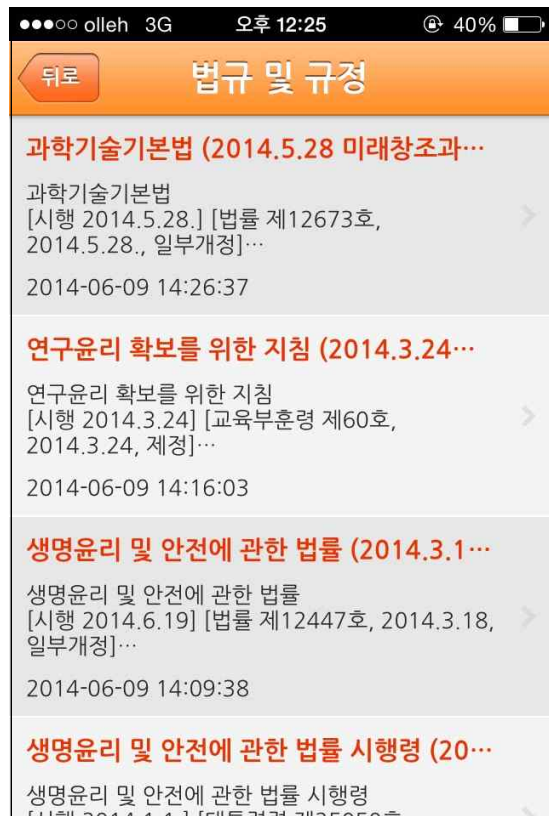 olleh 3G 오후 12:25 40%
뒤로 법규 및 규정
과학기술기본법 (2014.5.28 미래창조과…
과학기술기본법
[시행 2014.5.28.] [법률 제12673호,
2014.5.28., 일부개정]…
2014-06-09 14:26:37
연구윤리 확보를 위한 지침 (2014.3.24…
연구윤리 확보를 위한 지침
[시행 2014.3.24] [교육부훈령 제60호,
2014.3.24, 제정]…
2014-06-09 14:16:03
생명윤리 및 안전에 관한 법률 (2014.3.1…
생명윤리 및 안전에 관한 법률
[시행 2014.6.19] [법률 제12447호, 2014.3.18,
일부개정]…
2014-06-09 14:09:38
생명윤리 및 안전에 관한 법률 시행령 (20…
생명윤리 및 안전에 관한 법률 시행령